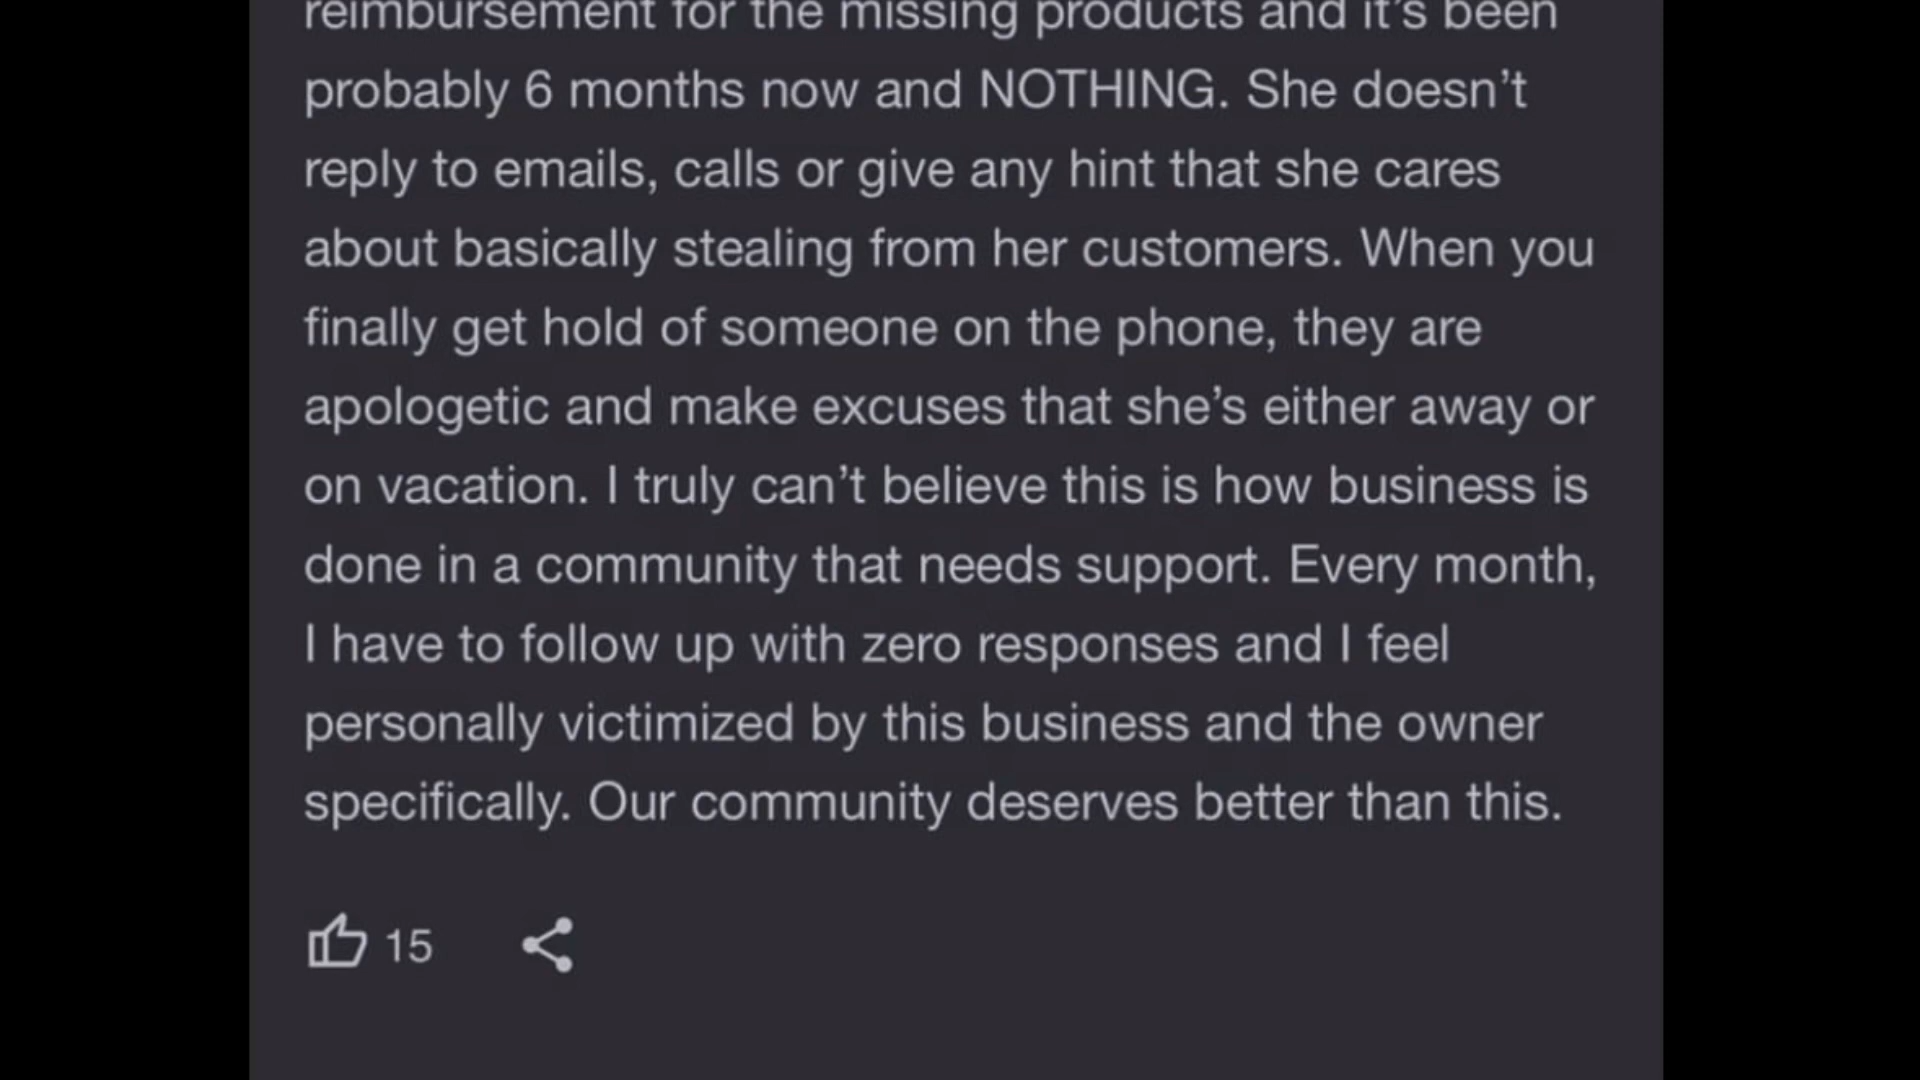 reimbursement for the missing products and it’s been
probably 6 months now and NOTHING. She doesn’t
reply to emails, calls or give any hint that she cares
about basically stealing from her customers. When you
finally get hold of someone on the phone, they are
apologetic and make excuses that she’s either away or
on vacation. I truly can’t believe this is how business is
done in a community that needs support. Every month,
I have to follow up with zero responses and I feel
personally victimized by this business and the owner
specifically. Our community deserves better than this.
15